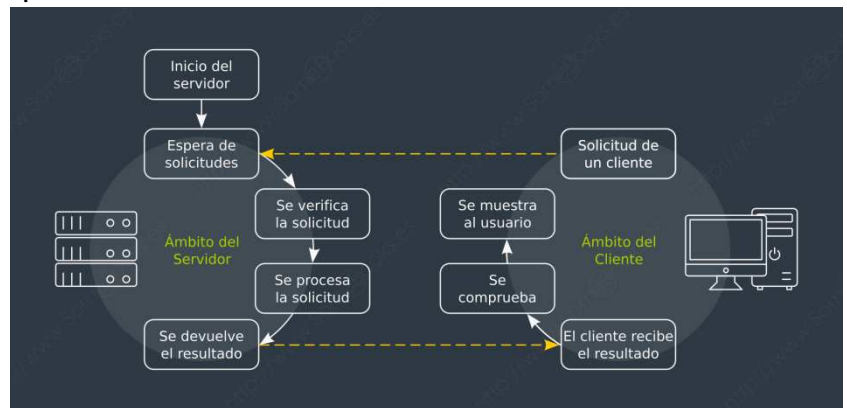 Inicio del
servidor
Espera de
solicitudes
Solicitud de
un cliente
Se verifica
la solicitud
Se muestra
al usuario
Ámbito del
Servidor
Ámbito del
Cliente
Se procesa
la solicitud
Se
comprueba
Se devuelve
el resultado
El cliente recibe
el resultado